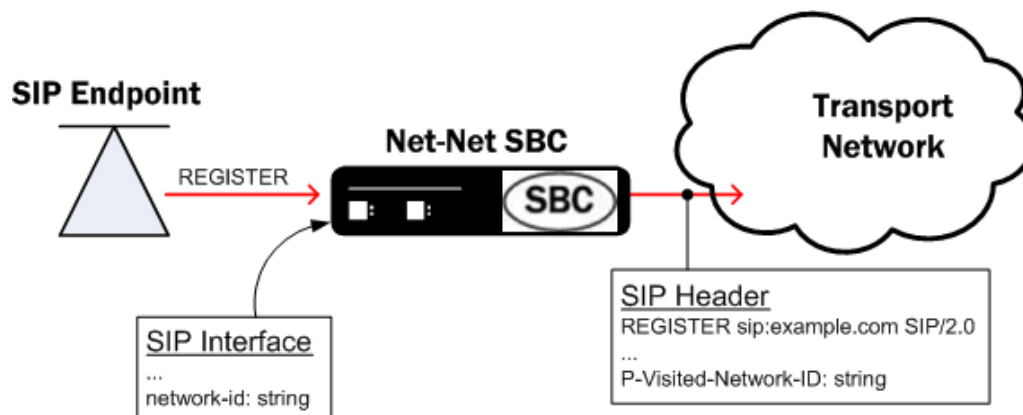 SIP Endpoint
REGISTER
Net-Net SBC
SBC
Transport
Network
SIP Interface
...
network-id: string
SIP Header
REGISTER sip:example.com SIP/2.0
...
P-Visited-Network-ID: string